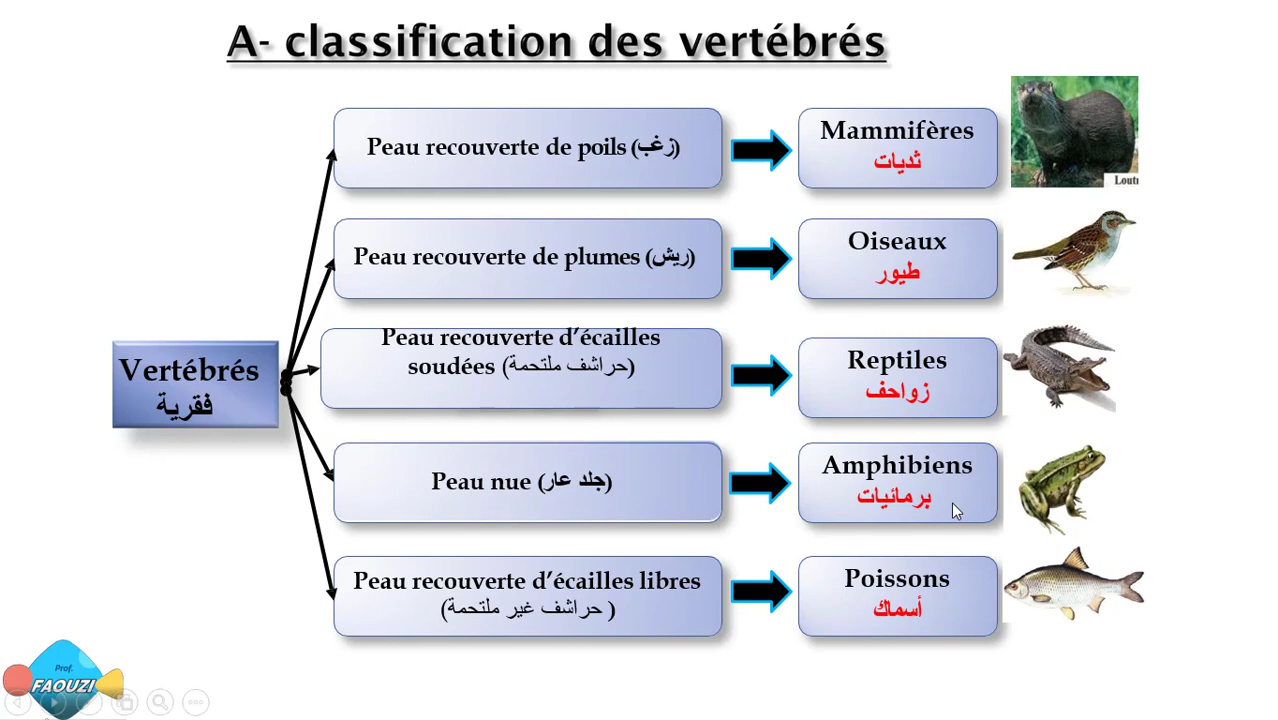 A- classification des vertébrés
Peau recouverte de poils (زغب)
Mammifères
ثديات
Loutr
Peau recouverte de plumes (ريش)
Oiseaux
طيور
Vertébrés
فقرية
Peau recouverte d’écailles
soudées (حراشف ملتحمة)
Reptiles
زواحف
Peau nue (جلد عار)
Amphibiens
برمائيات
Peau recouverte d’écailles libres
(حراشف غير ملتحمة )
Poissons
أسماك
Prof.
FAOUZI